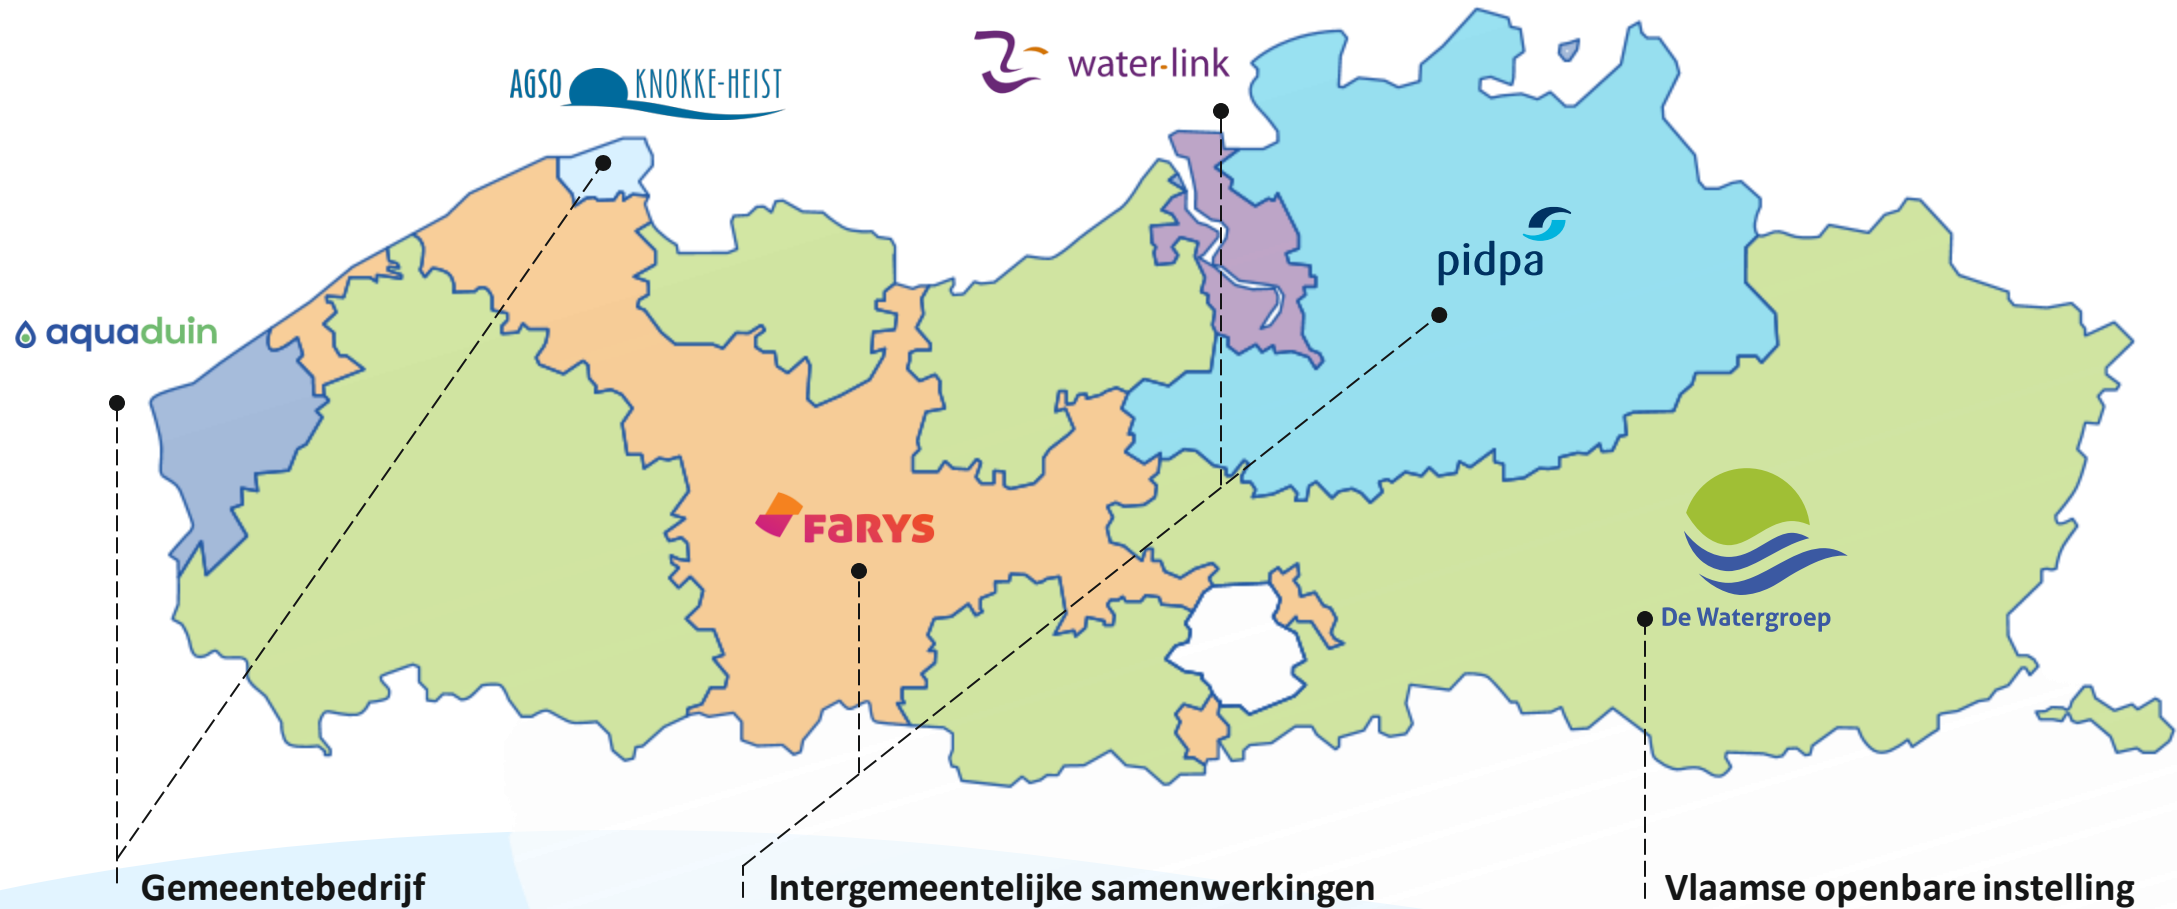 AGSO KNOKKE-HEIST
water-link
pidpa
aquaduin
FARYS
De Watergroep
Gemeentebedrijf
Intergemeentelijke samenwerkingen
Vlaamse openbare instelling